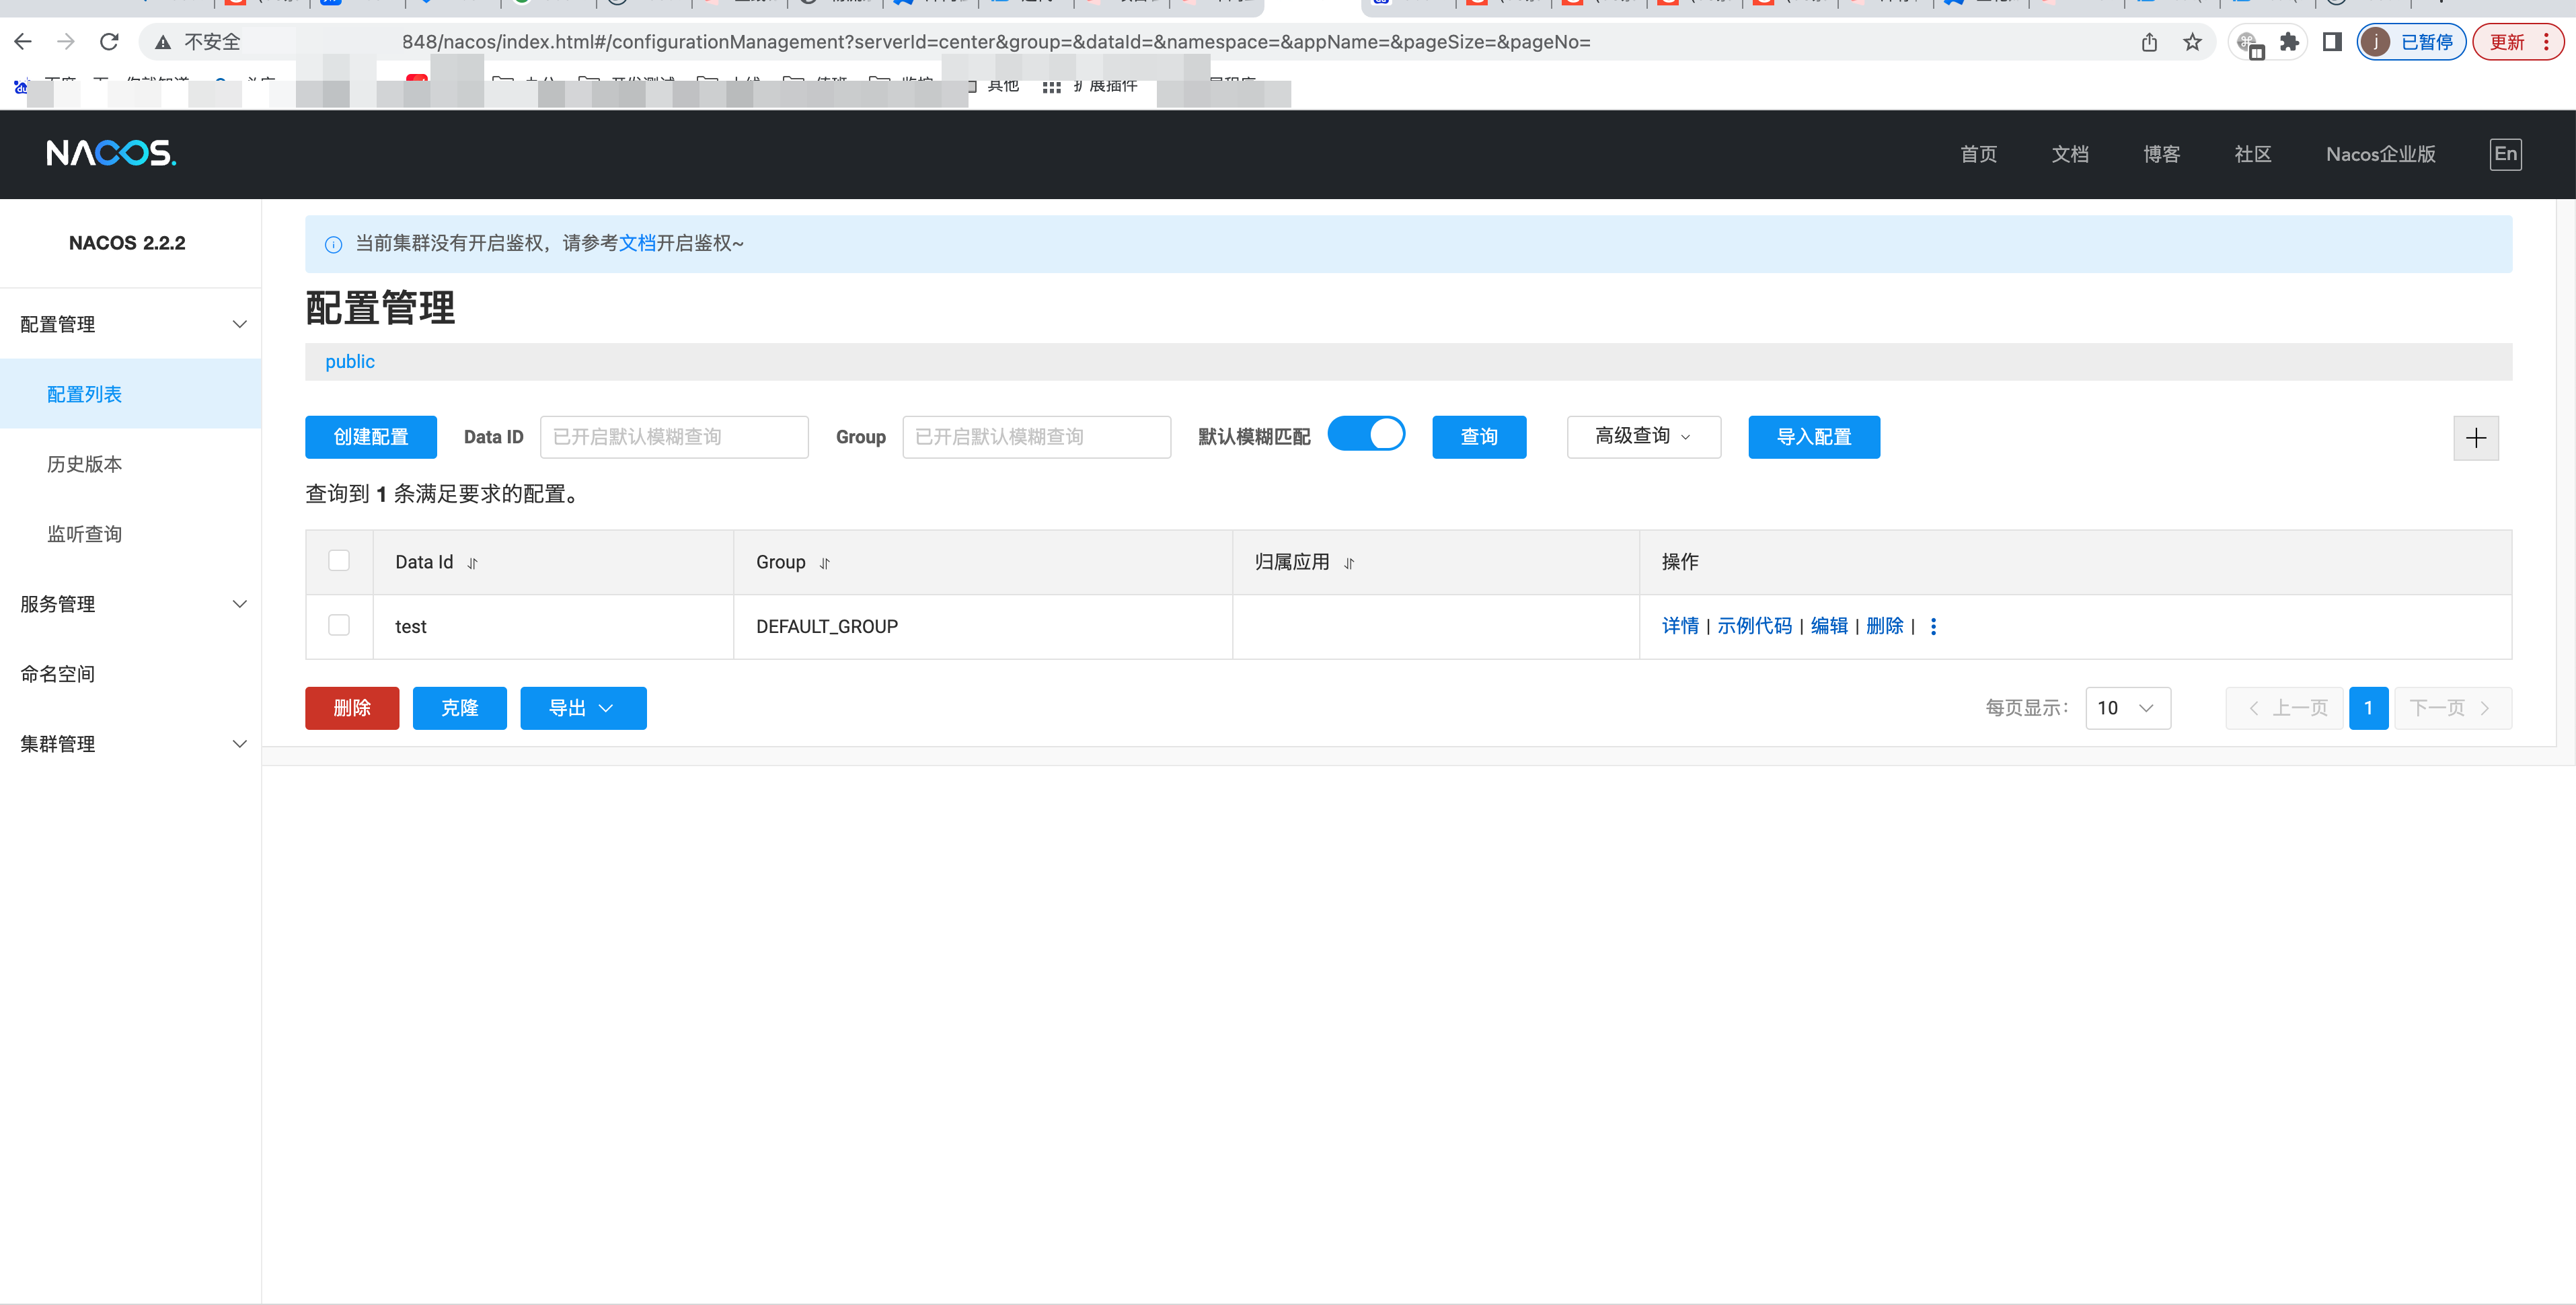 不安全 848/nacos/index.html#/configurationManagement?serverId=center&group=&dataId=&namespace=&appName=&pageSize=&pageNo= 已暂停 更新
其他 扩展插件
NACOS. 首页 文档 博客 社区 Nacos企业版 En
NACOS 2.2.2
配置管理
配置列表
历史版本
监听查询
服务管理
命名空间
集群管理
当前集群没有开启鉴权，请参考文档开启鉴权~
配置管理
public
创建配置 Data ID 已开启默认模糊查询 Group 已开启默认模糊查询 默认模糊匹配 查询 高级查询 导入配置
查询到 1 条满足要求的配置。
Data Id Group 归属应用 操作
test DEFAULT_GROUP 详情 | 示例代码 | 编辑 | 删除 |
删除 克隆 导出 每页显示: 10 上一页 1 下一页